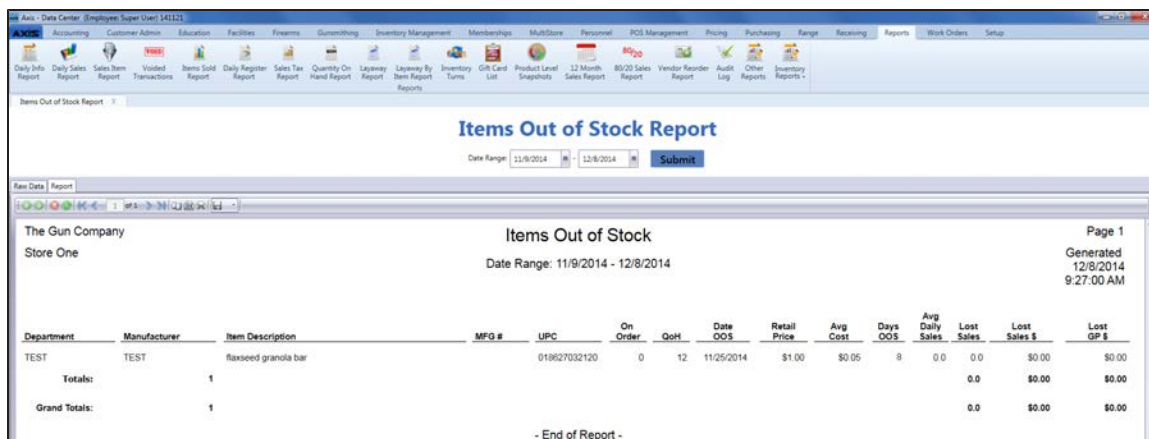 Axis - Data Center (Employee: Super User) 141121
AXIS Accounting Customer Admin Education Facilities Firearms Gunsmithing Inventory Management Memberships MultiStore Personnel POS Management Pricing Purchasing Range Receiving Reports Work Orders Setup
80/20
VOID
Daily Info Daily Sales Sales Item Voided Items Sold Daily Register Sales Tax Quantity On Layaway Layaway By Inventory Gift Card Product Level 12 Month 80/20 Sales Vendor Reorder Audit Other Inventory
Report Report Report Transactions Report Report Report Hand Report Report Item Report Turns List Snapshots Sales Report Report Report Log Reports Reports
Reports
Items Out of Stock Report X
Items Out of Stock Report
Date Range: 11/9/2014 - 12/8/2014 Submit
Raw Data Report
1 of 1
The Gun Company Items Out of Stock Page 1
Store One Generated
Date Range: 11/9/2014 - 12/8/2014 12/8/2014
9:27:00 AM
Avg
On Date Retail Avg Days Daily Lost Lost Lost
Department Manufacturer Item Description MFG # UPC Order QoH OOS Price Cost OOS Sales Sales Sales $ GP $
TEST TEST flaxseed granola bar 018627032120 0 12 11/25/2014 $1.00 $0.05 8 0.0 0.0 $0.00 $0.00
Totals: 1 0.0 $0.00 $0.00
Grand Totals: 1 0.0 $0.00 $0.00
- End of Report -